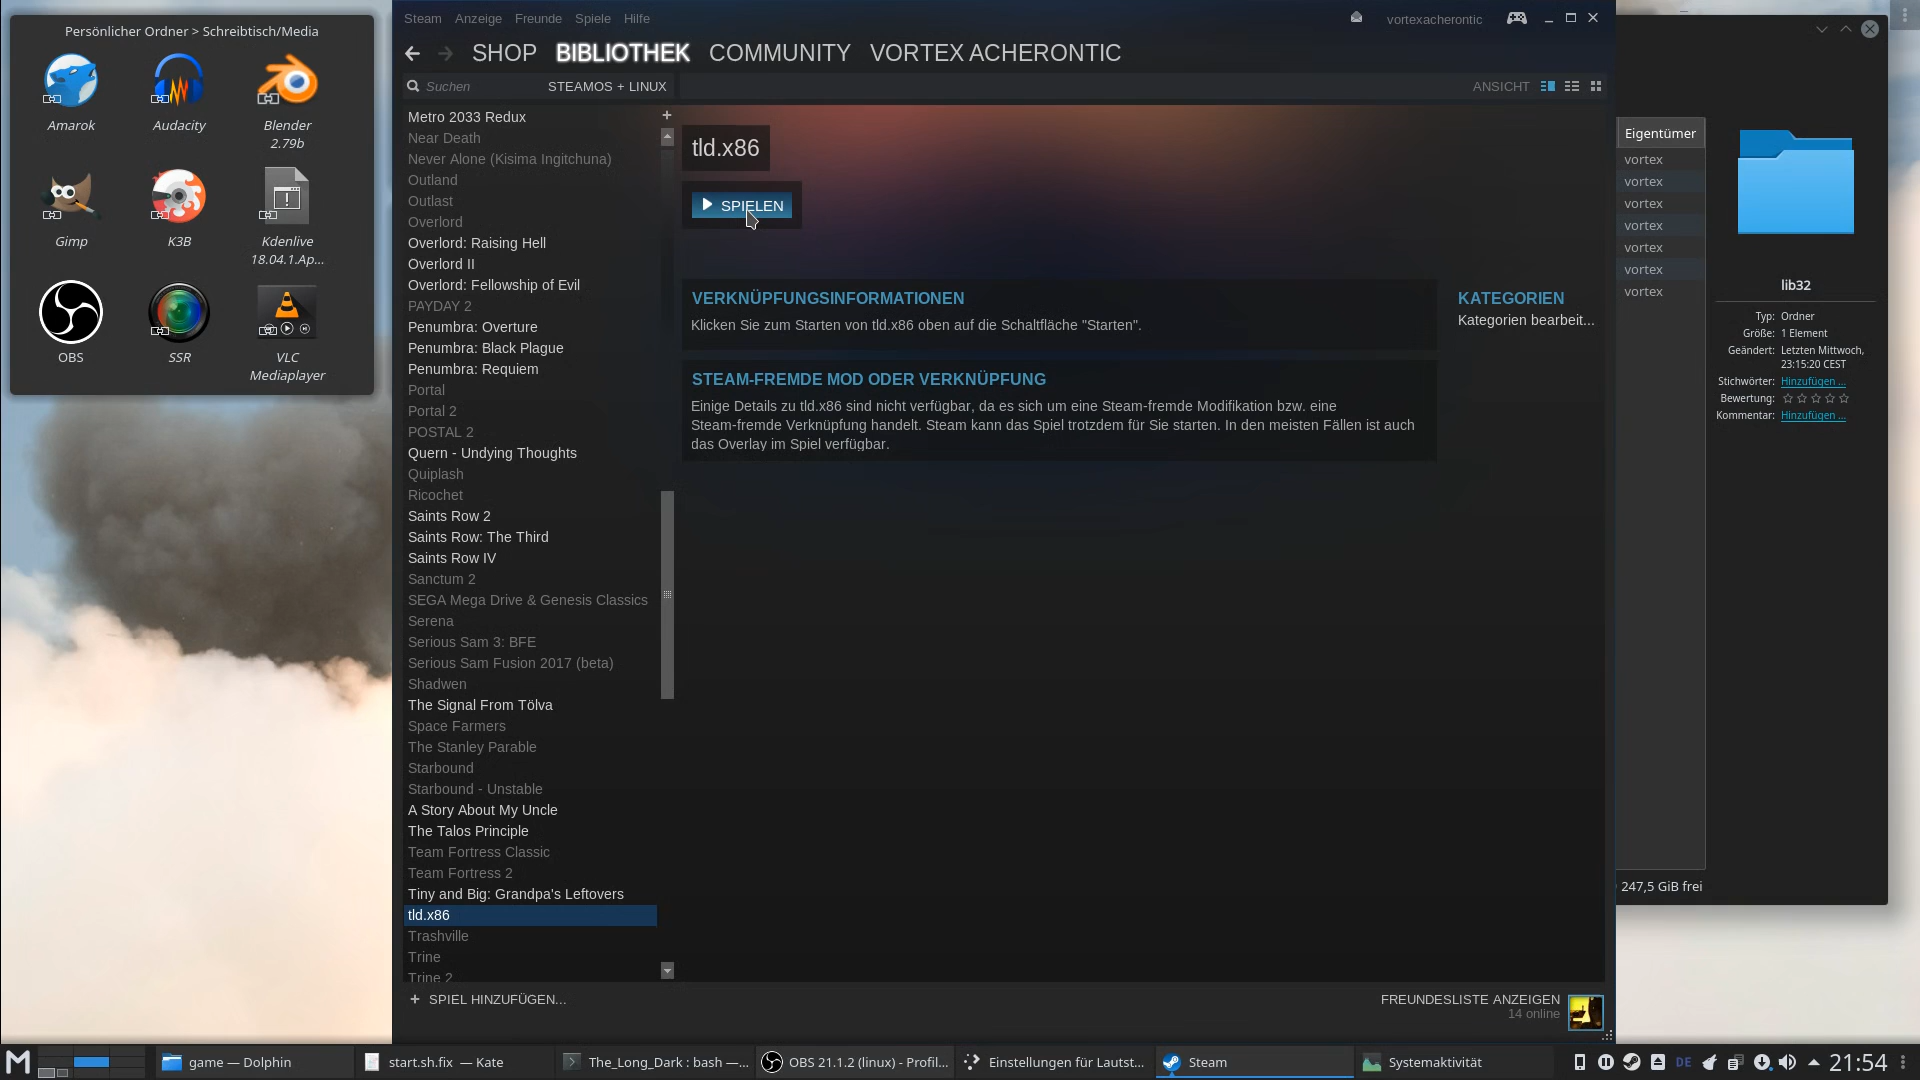 Persönlicher Ordner > Schreibtisch/Media
Amarok
Audacity
Blender
2.79b
Gimp
K3B
Kdenlive
18.04.1.Ap...
OBS
SSR
VLC
Mediaplayer
Steam Anzeige Freunde Spiele Hilfe
vortexacherontic
SHOP BIBLIOTHEK COMMUNITY VORTEX ACHERONTIC
Suchen
STEAMOS + LINUX
ANSICHT
Metro 2033 Redux
Near Death
Never Alone (Kisima Ingitchuna)
Outland
Outlast
Overlord
Overlord: Raising Hell
Overlord II
Overlord: Fellowship of Evil
PAYDAY 2
Penumbra: Overture
Penumbra: Black Plague
Penumbra: Requiem
Portal
Portal 2
POSTAL 2
Quern - Undying Thoughts
Quiplash
Ricochet
Saints Row 2
Saints Row: The Third
Saints Row IV
Sanctum 2
SEGA Mega Drive & Genesis Classics
Serena
Serious Sam 3: BFE
Serious Sam Fusion 2017 (beta)
Shadwen
The Signal From Tölva
Space Farmers
The Stanley Parable
Starbound
Starbound - Unstable
A Story About My Uncle
The Talos Principle
Team Fortress Classic
Team Fortress 2
Tiny and Big: Grandpa's Leftovers
tld.x86
Trashville
Trine
Trine 2
tld.x86
SPIELEN
VERKNÜPFUNGSINFORMATIONEN
Klicken Sie zum Starten von tld.x86 oben auf die Schaltfläche "Starten".
STEAM-FREMDE MOD ODER VERKNÜPFUNG
Einige Details zu tld.x86 sind nicht verfügbar, da es sich um eine Steam-fremde Modifikation bzw. eine
Steam-fremde Verknüpfung handelt. Steam kann das Spiel trotzdem für Sie starten. In den meisten Fällen ist auch
das Overlay im Spiel verfügbar.
KATEGORIEN
Kategorien bearbeit...
+ SPIEL HINZUFÜGEN...
FREUNDESLISTE ANZEIGEN
14 online
Eigentümer
vortex
vortex
vortex
vortex
vortex
vortex
vortex
247,5 GiB frei
lib32
Typ: Ordner
Größe: 1 Element
Geändert: Letzten Mittwoch,
23:15:20 CEST
Stichwörter: Hinzufügen ...
Bewertung:
Kommentar: Hinzufügen ...
game — Dolphin
start.sh.fix — Kate
The_Long_Dark : bash —...
OBS 21.1.2 (linux) - Profil...
Einstellungen für Lautst...
Steam
Systemaktivität
DE
21:54